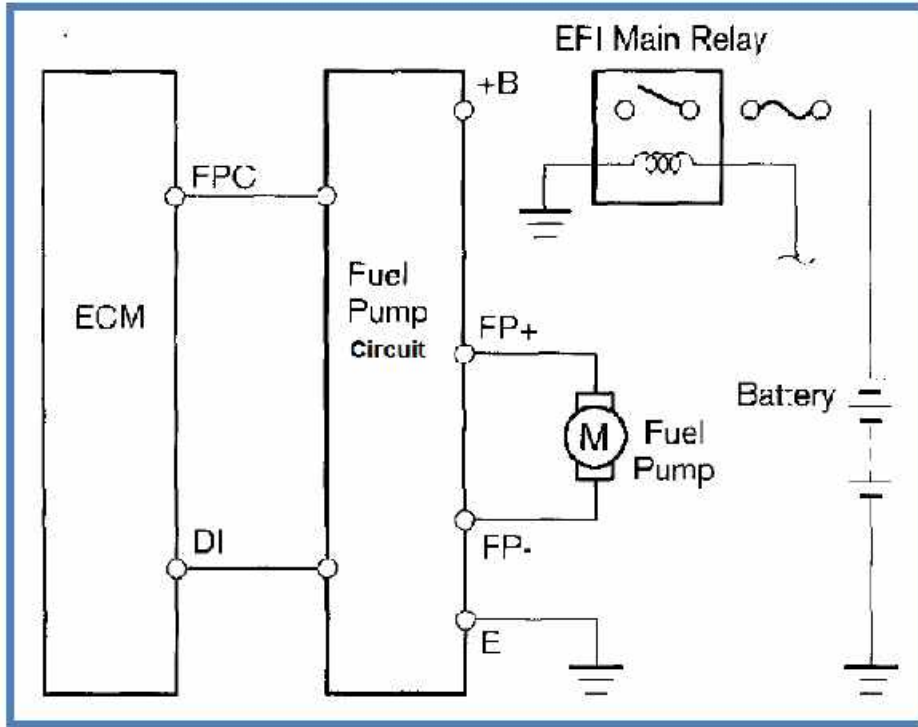 EFI Main Relay
+B
FPC
Fuel
Pump
Circuit
ECM
FP+
Battery
M
Fuel
Pump
DI
FP-
E